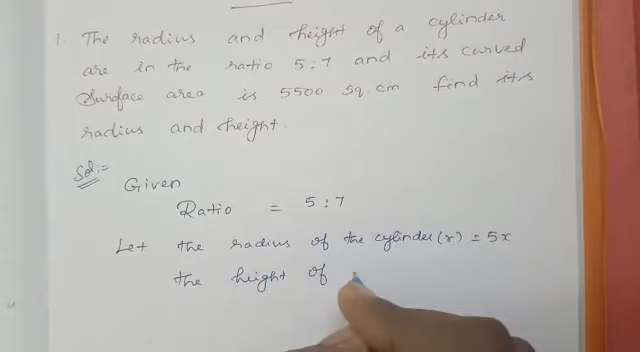 1. The radius and height of a cylinder
are in the ratio 5:7 and its curved
Surface area is 5500 sq.cm find its
radius and height.
Sol:-
Given
Ratio = 5:7
Let the radius of the cylinder (r) = 5x
the height of